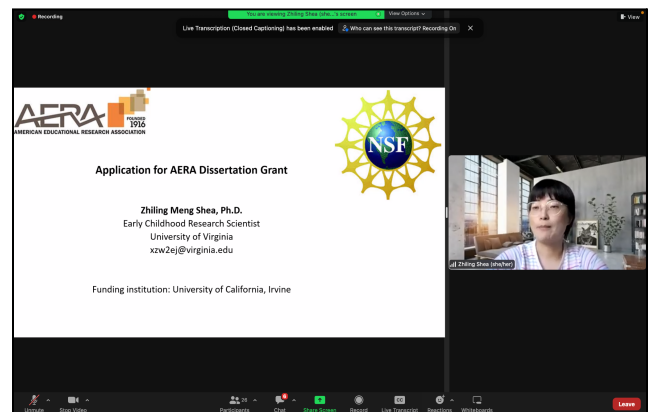 Recording
You are viewing Zhiling Shea (she...'s screen
View Options
View
Live Transcription (Closed Captioning) has been enabled
Who can see this transcript? Recording On
AERA
FOUNDED
1916
AMERICAN EDUCATIONAL RESEARCH ASSOCIATION
NSF
Application for AERA Dissertation Grant
Zhiling Meng Shea, Ph.D.
Early Childhood Research Scientist
University of Virginia
xzw2ej@virginia.edu
Funding institution: University of California, Irvine
Zhiling Shea (she/her)
Unmute
Stop Video
26
Participants
Chat
Share Screen
Record
CC
Live Transcript
Reactions
Whiteboards
Leave